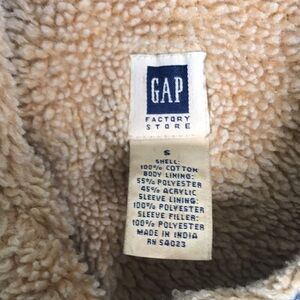 GAP
FACTORY
STORE
S
SHELL:
100% COTTON
BODY LINING:
55% POLYESTER
45% ACRYLIC
SLEEVE LINING:
100% POLYESTER
SLEEVE FILLER:
100% POLYESTER
MADE IN INDIA
RN 54023